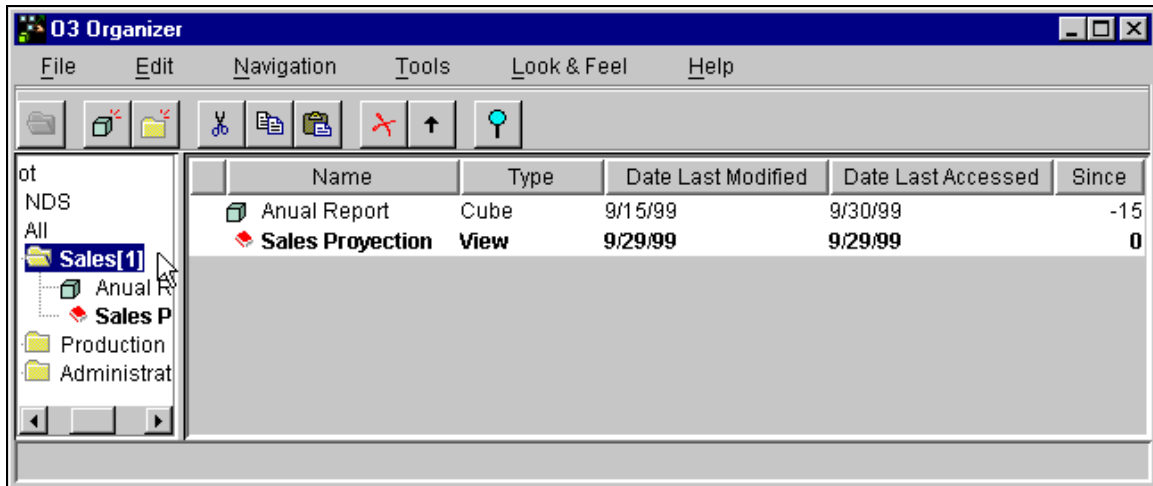 O3 Organizer
File Edit Navigation Tools Look & Feel Help
ot
NDS
All
Sales[1]
Anual R
Sales P
Production
Administrat
Name Type Date Last Modified Date Last Accessed Since
Anual Report Cube 9/15/99 9/30/99 -15
Sales Proyection View 9/29/99 9/29/99 0